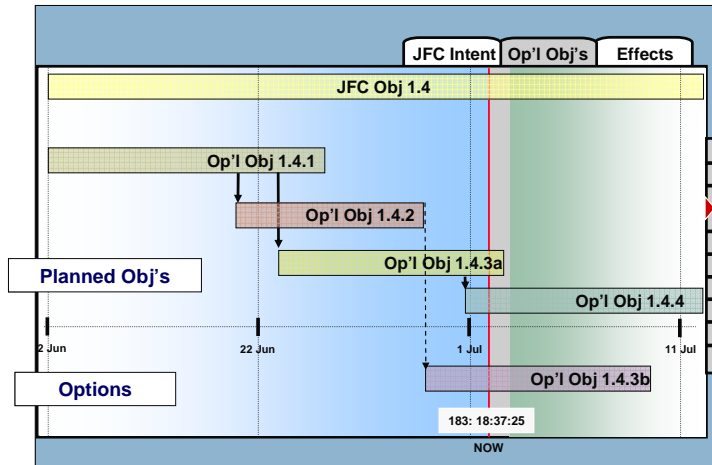 JFC Intent Op'l Obj's Effects
JFC Obj 1.4
Op'l Obj 1.4.1
Op'l Obj 1.4.2
Op'l Obj 1.4.3a
Planned Obj's
Op'l Obj 1.4.4
2 Jun 22 Jun 1 Jul 11 Jul
Op'l Obj 1.4.3b
Options
183: 18:37:25
NOW